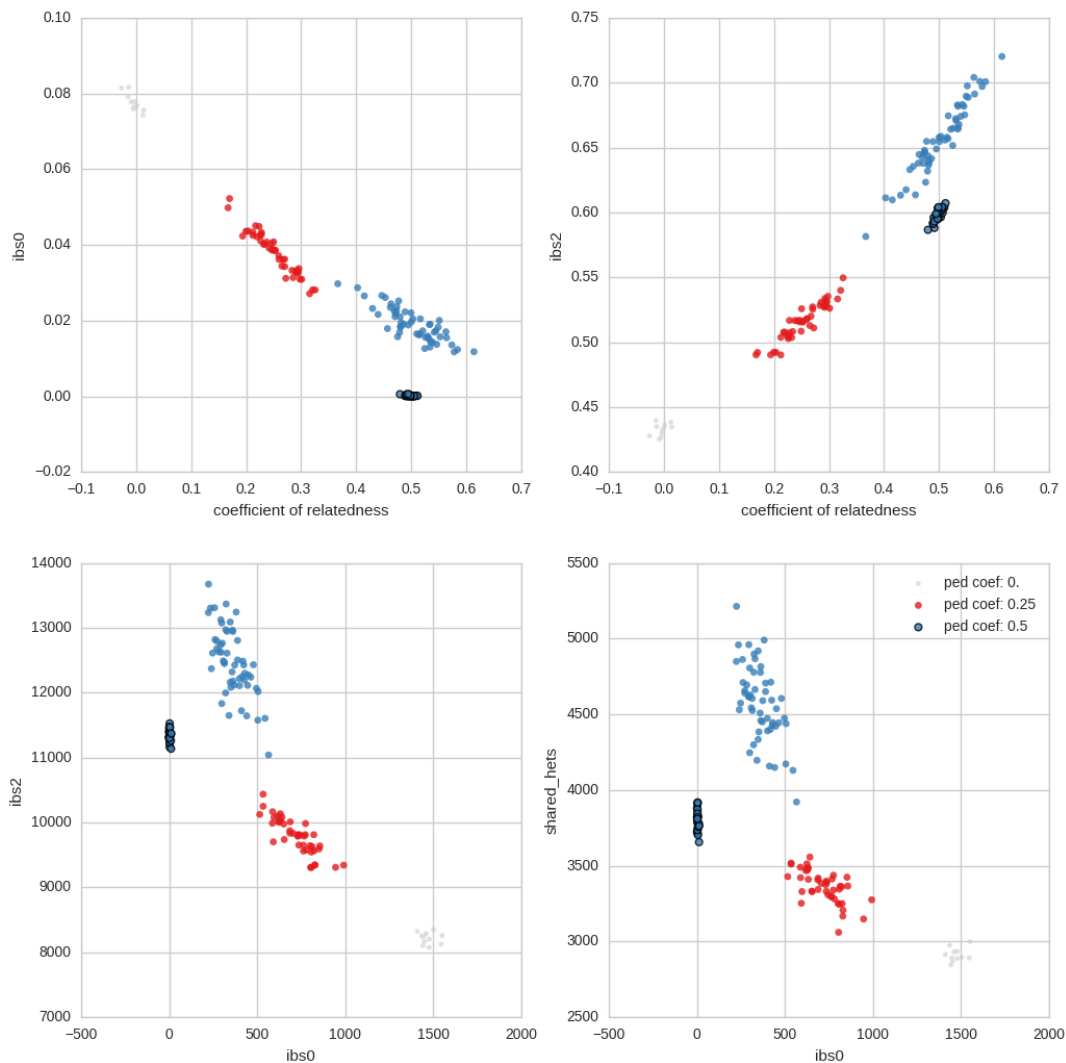 0.10
0.08
0.06
0.04
0.02
0.00
−0.02
ibs0
−0.1 0.0 0.1 0.2 0.3 0.4 0.5 0.6 0.7
coefficient of relatedness
0.75
0.70
0.65
0.60
0.55
0.50
0.45
0.40
ibs2
−0.1 0.0 0.1 0.2 0.3 0.4 0.5 0.6 0.7
coefficient of relatedness
14000
13000
12000
11000
10000
9000
8000
7000
ibs2
−500 0 500 1000 1500 2000
ibs0
5500
5000
4500
4000
3500
3000
2500
shared_hets
ped coef: 0.
ped coef: 0.25
ped coef: 0.5
−500 0 500 1000 1500 2000
ibs0